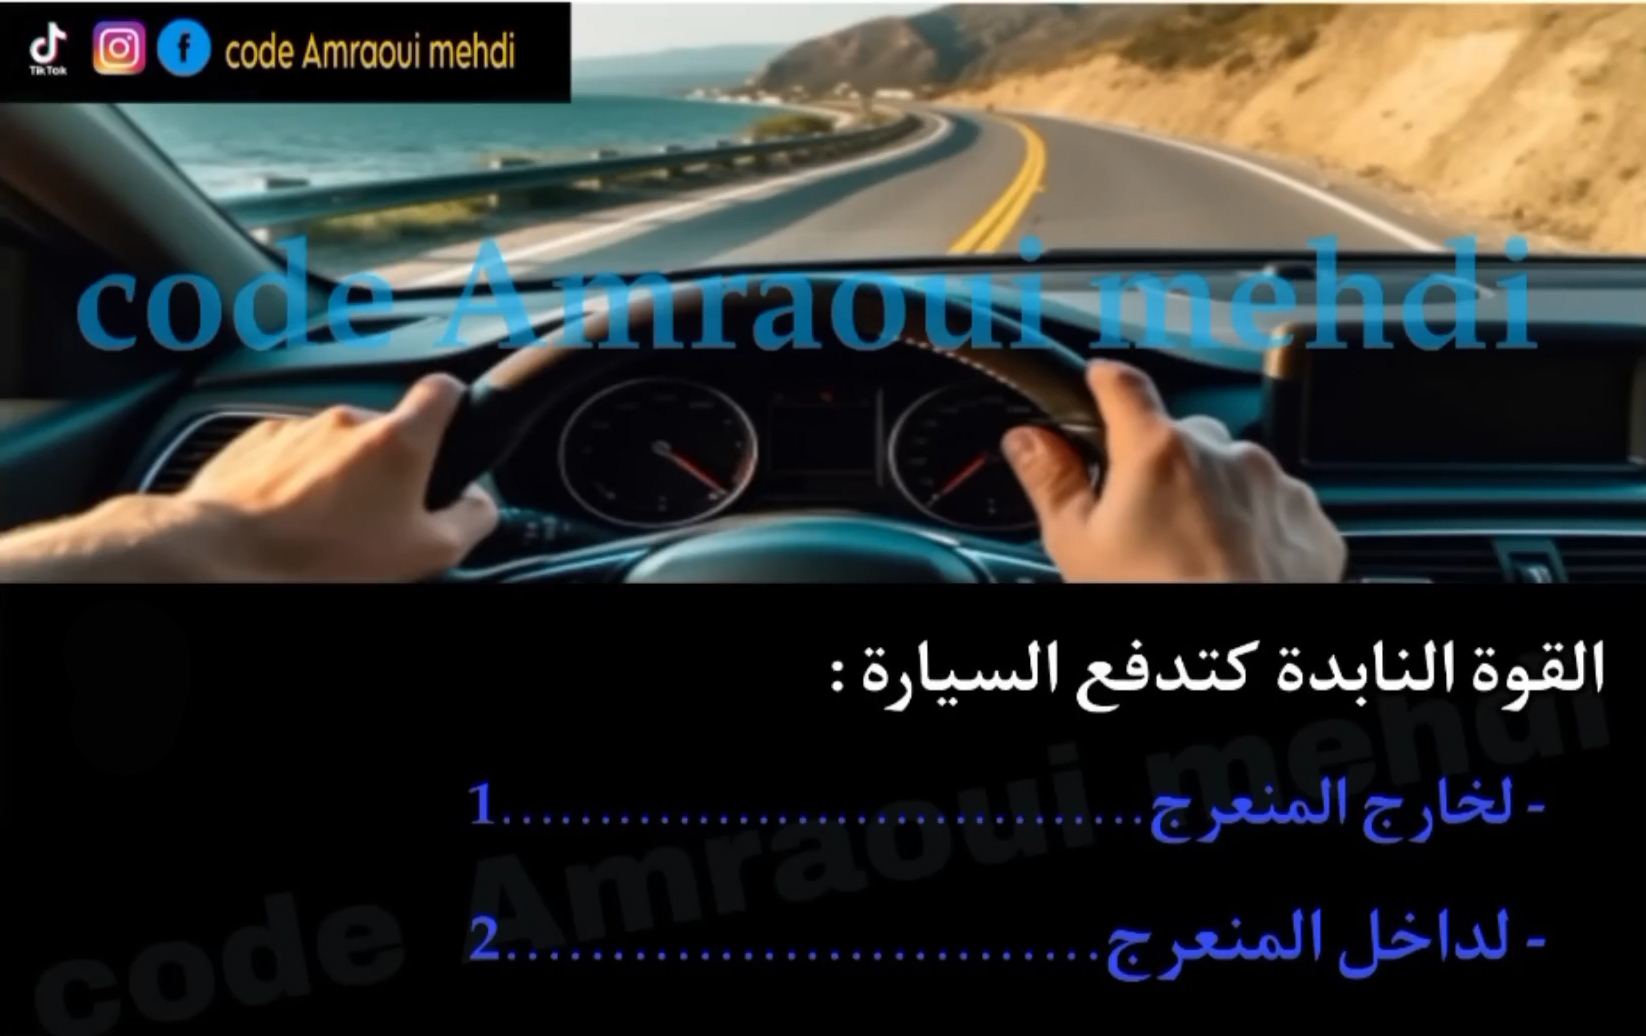 TikTok
code Amraoui mehdi
code Amraoui mehdi
القوة النابدة كتدفع السيارة :
- لخارج المنعرج................................1
- لداخل المنعرج..............................2
code Amraoui mehdi